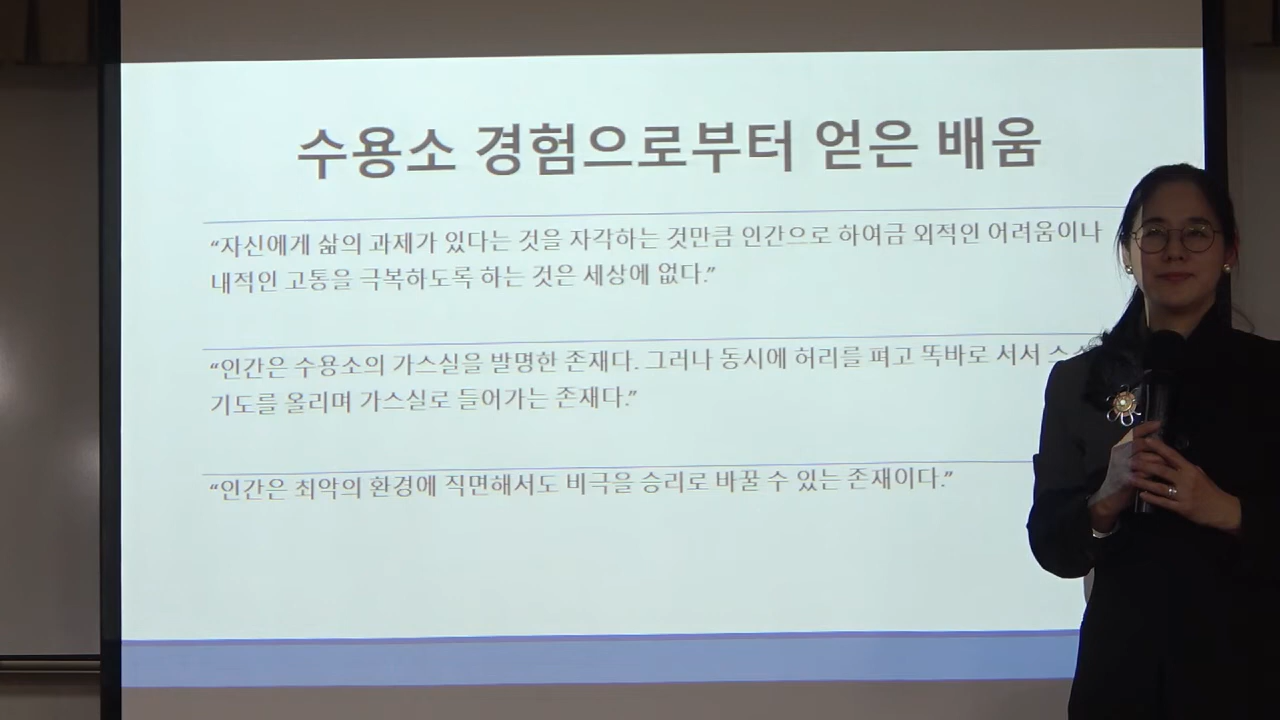 수용소 경험으로부터 얻은 배움
“자신에게 삶의 과제가 있다는 것을 자각하는 것만큼 인간으로 하여금 외적인 어려움이나
내적인 고통을 극복하도록 하는 것은 세상에 없다.”
“인간은 수용소의 가스실을 발명한 존재다. 그러나 동시에 허리를 펴고 똑바로 서서
기도를 올리며 가스실로 들어가는 존재다.”
“인간은 최악의 환경에 직면해서도 비극을 승리로 바꿀 수 있는 존재이다.”